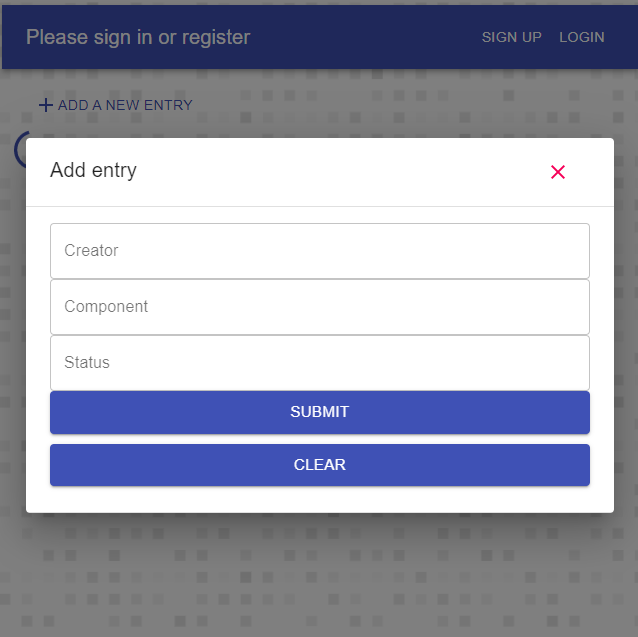 Please sign in or register
SIGN UP
LOGIN
ADD A NEW ENTRY
Add entry
Creator
Component
Status
SUBMIT
CLEAR